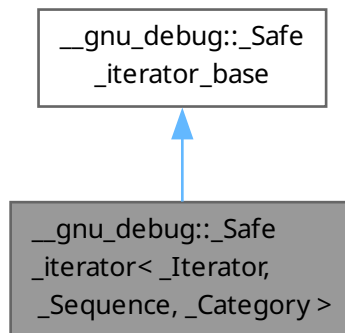 __gnu_debug::_Safe
_iterator_base
__gnu_debug::_Safe
_iterator< _Iterator,
_Sequence, _Category >